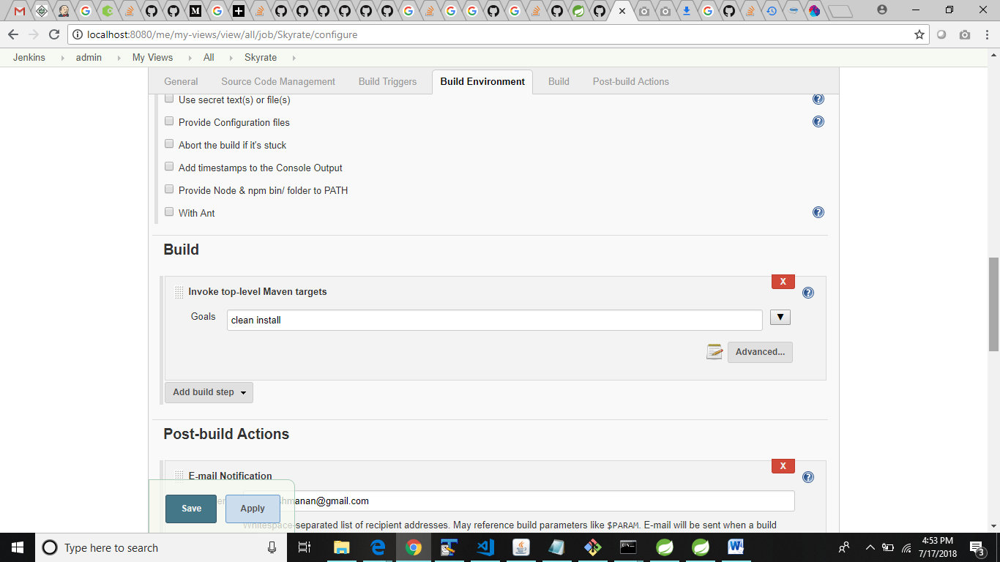 localhost:8080/me/my-views/view/all/job/Skyrate/configure
Jenkins admin My Views All Skyrate
General Source Code Management Build Triggers Build Environment Build Post-build Actions
Use secret text(s) or file(s)
Provide Configuration files
Abort the build if it's stuck
Add timestamps to the Console Output
Provide Node & npm bin/ folder to PATH
With Ant
Build
X
Invoke top-level Maven targets
Goals clean install
Advanced...
Add build step
Post-build Actions
X
E-mail Notification
Save Apply
Whitespace-separated list of recipient addresses. May reference build parameters like $PARAM. E-mail will be sent when a build
Type here to search
4:53 PM
7/17/2018
3